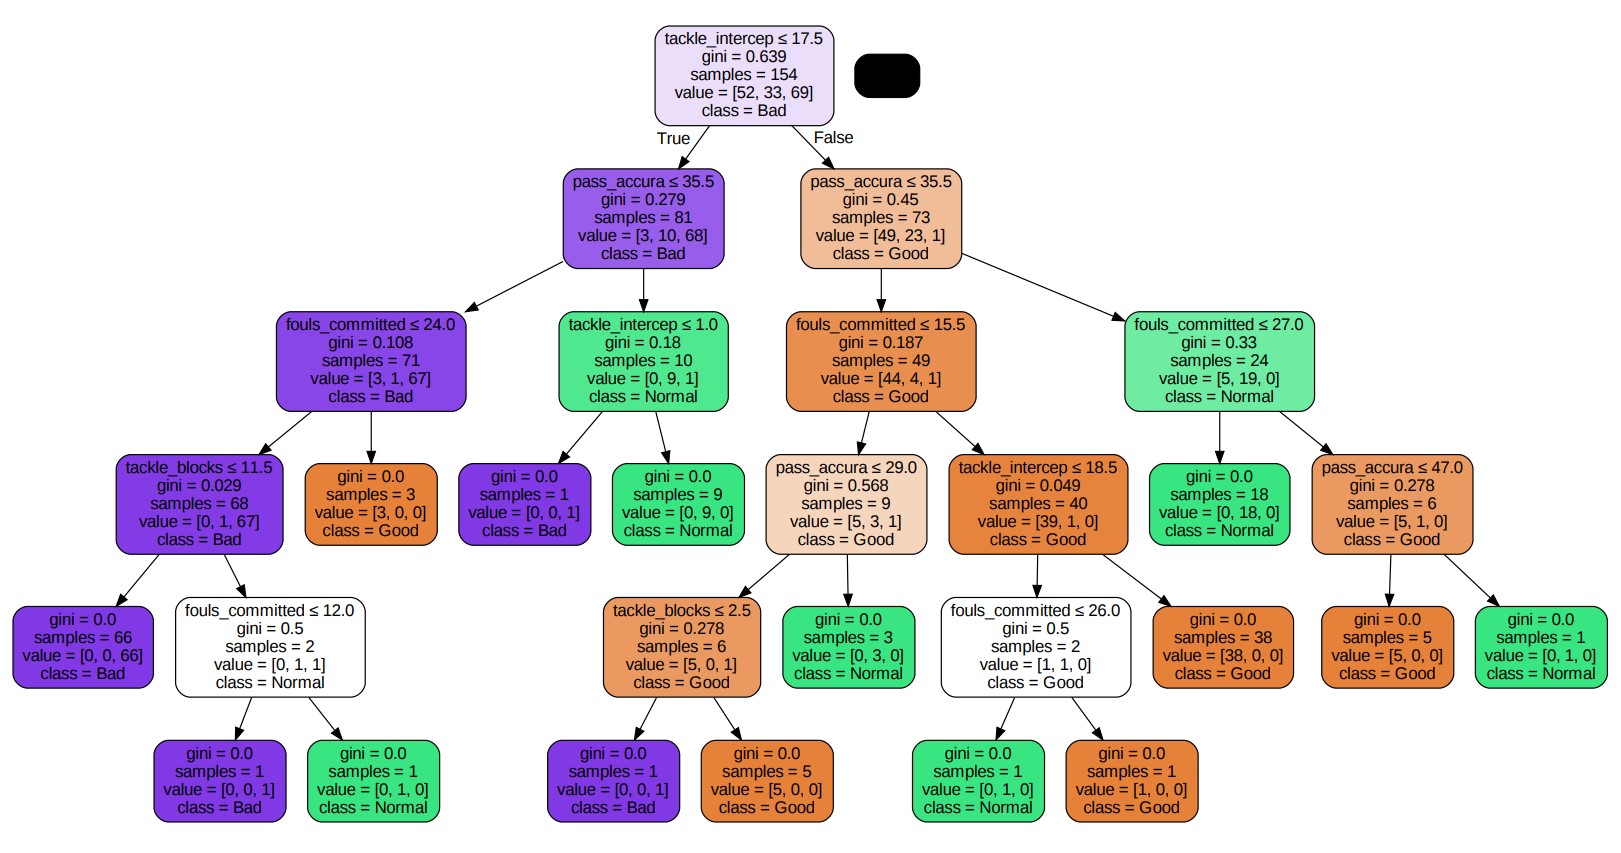 tackle_intercep ≤ 17.5
gini = 0.639
samples = 154
value = [52, 33, 69]
class = Bad
True
False
pass_accura ≤ 35.5
gini = 0.279
samples = 81
value = [3, 10, 68]
class = Bad
pass_accura ≤ 35.5
gini = 0.45
samples = 73
value = [49, 23, 1]
class = Good
fouls_committed ≤ 24.0
gini = 0.108
samples = 71
value = [3, 1, 67]
class = Bad
tackle_intercep ≤ 1.0
gini = 0.18
samples = 10
value = [0, 9, 1]
class = Normal
fouls_committed ≤ 15.5
gini = 0.187
samples = 49
value = [44, 4, 1]
class = Good
fouls_committed ≤ 27.0
gini = 0.33
samples = 24
value = [5, 19, 0]
class = Normal
tackle_blocks ≤ 11.5
gini = 0.029
samples = 68
value = [0, 1, 67]
class = Bad
gini = 0.0
samples = 3
value = [3, 0, 0]
class = Good
gini = 0.0
samples = 1
value = [0, 0, 1]
class = Bad
gini = 0.0
samples = 9
value = [0, 9, 0]
class = Normal
pass_accura ≤ 29.0
gini = 0.568
samples = 9
value = [5, 3, 1]
class = Good
tackle_intercep ≤ 18.5
gini = 0.049
samples = 40
value = [39, 1, 0]
class = Good
gini = 0.0
samples = 18
value = [0, 18, 0]
class = Normal
pass_accura ≤ 47.0
gini = 0.278
samples = 6
value = [5, 1, 0]
class = Good
gini = 0.0
samples = 66
value = [0, 0, 66]
class = Bad
fouls_committed ≤ 12.0
gini = 0.5
samples = 2
value = [0, 1, 1]
class = Normal
tackle_blocks ≤ 2.5
gini = 0.278
samples = 6
value = [5, 0, 1]
class = Good
gini = 0.0
samples = 3
value = [0, 3, 0]
class = Normal
fouls_committed ≤ 26.0
gini = 0.5
samples = 2
value = [1, 1, 0]
class = Good
gini = 0.0
samples = 38
value = [38, 0, 0]
class = Good
gini = 0.0
samples = 5
value = [5, 0, 0]
class = Good
gini = 0.0
samples = 1
value = [0, 1, 0]
class = Normal
gini = 0.0
samples = 1
value = [0, 0, 1]
class = Bad
gini = 0.0
samples = 1
value = [0, 1, 0]
class = Normal
gini = 0.0
samples = 1
value = [0, 0, 1]
class = Bad
gini = 0.0
samples = 5
value = [5, 0, 0]
class = Good
gini = 0.0
samples = 1
value = [0, 1, 0]
class = Normal
gini = 0.0
samples = 1
value = [1, 0, 0]
class = Good